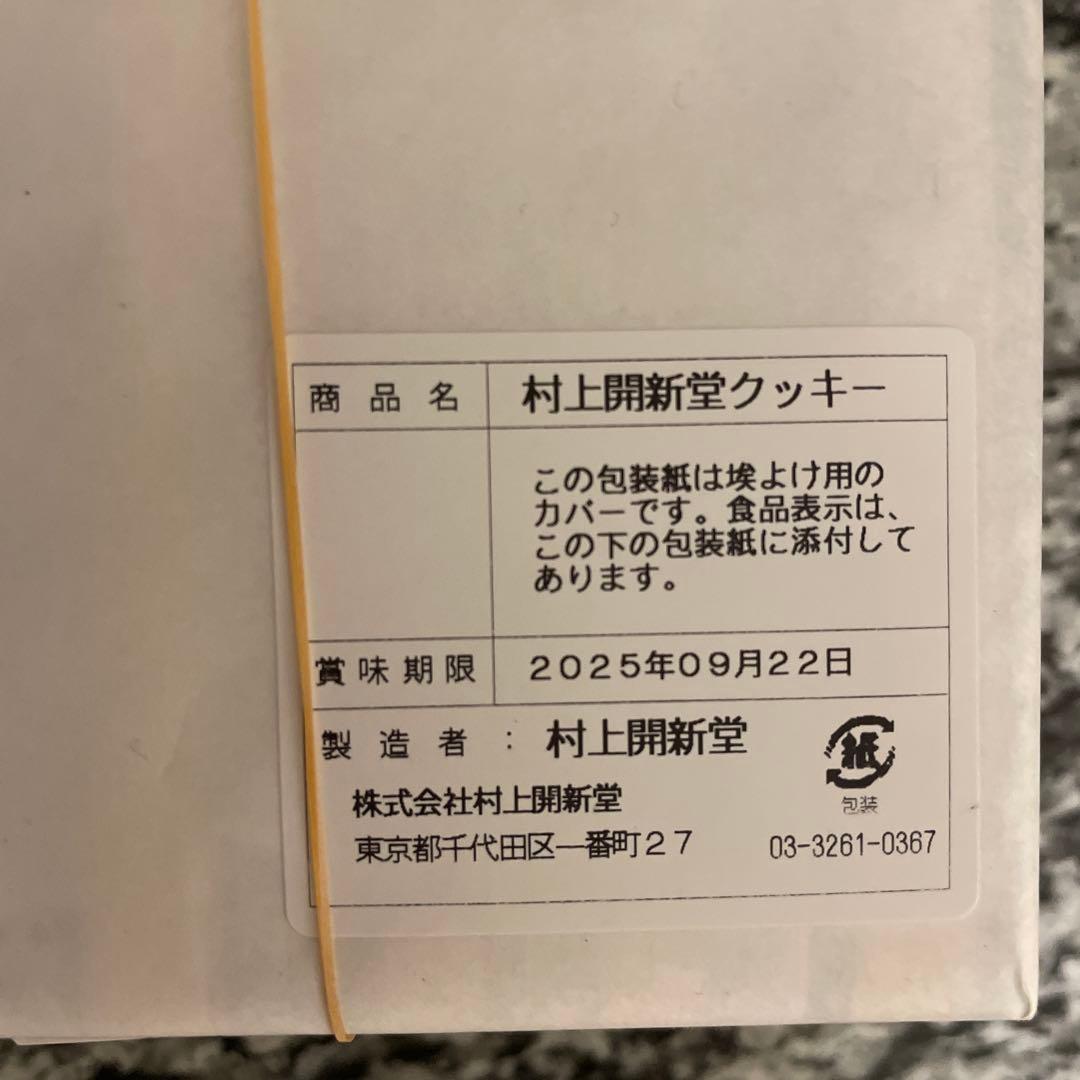 商品名 村上開新堂クッキー
この包装紙は埃よけ用の
カバーです。食品表示は、
この下の包装紙に添付して
あります。
賞味期限 2025年09月22日
製造者：村上開新堂
紙
包装
株式会社村上開新堂
東京都千代田区一番町27 03-3261-0367